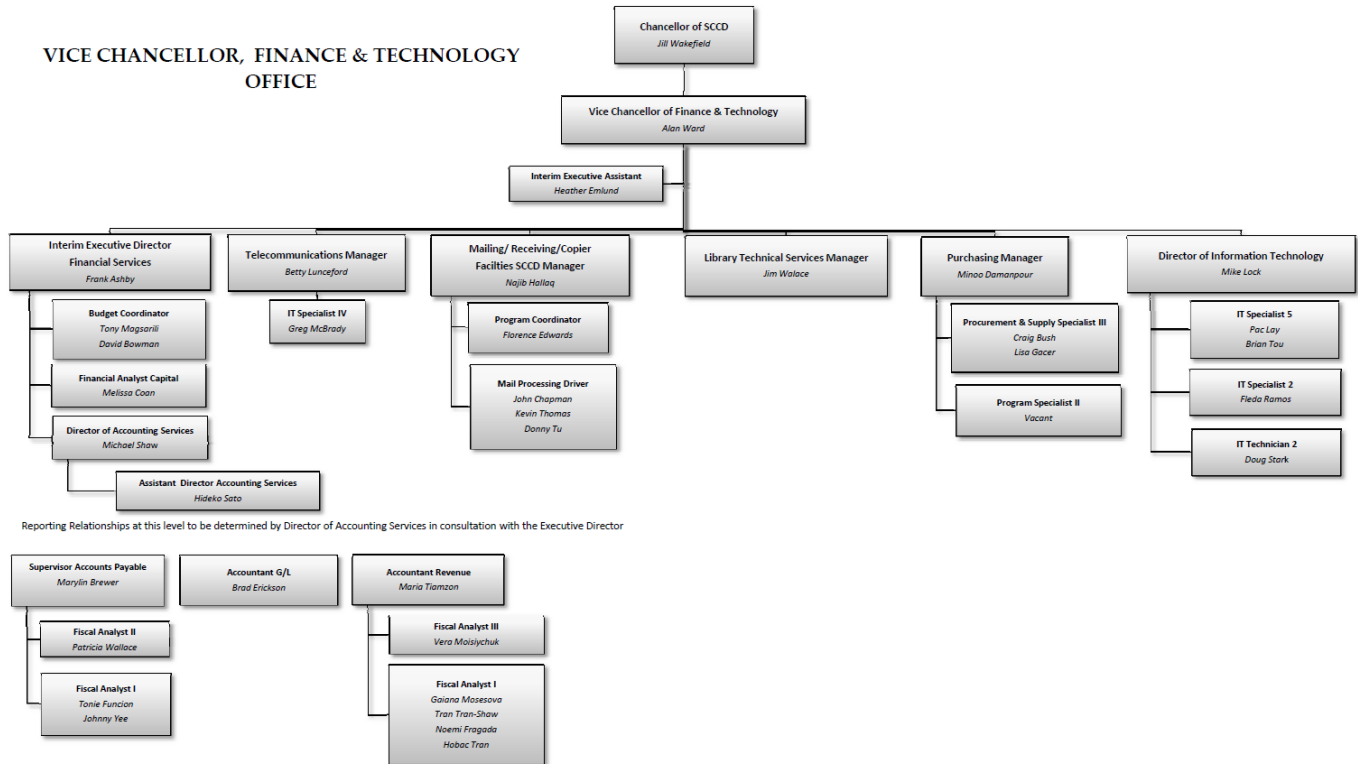 VICE CHANCELLOR, FINANCE & TECHNOLOGY
OFFICE
Chancellor of SCCD
Jill Wakefield
Vice Chancellor of Finance & Technology
Alan Ward
Interim Executive Assistant
Heather Emlund
Interim Executive Director
Financial Services
Frank Ashby
Telecommunications Manager
Betty Lunceford
Mailing/ Receiving/Copier
Facilties SCCD Manager
Najib Hallaq
Library Technical Services Manager
Jim Walace
Purchasing Manager
Minoo Damanpour
Director of Information Technology
Mike Lock
Budget Coordinator
Tony Magsarili
David Bowman
Financial Analyst Capital
Melissa Coan
Director of Accounting Services
Michael Shaw
Assistant Director Accounting Services
Hideko Sato
IT Specialist IV
Greg McBrady
Program Coordinator
Florence Edwards
Mail Processing Driver
John Chapman
Kevin Thomas
Donny Tu
Procurement & Supply Specialist III
Craig Bush
Lisa Gacer
Program Specialist II
Vacant
IT Specialist 5
Pac Lay
Brian Tou
IT Specialist 2
Fleda Ramos
IT Technician 2
Doug Stark
Reporting Relationships at this level to be determined by Director of Accounting Services in consultation with the Executive Director
Supervisor Accounts Payable
Marylin Brewer
Fiscal Analyst II
Patricia Wallace
Fiscal Analyst I
Tonie Funcion
Johnny Yee
Accountant G/L
Brad Erickson
Accountant Revenue
Maria Tiamzon
Fiscal Analyst III
Vera Moisiychuk
Fiscal Analyst I
Gaiana Mosesova
Tran Tran-Shaw
Noemi Fragada
Hobac Tran